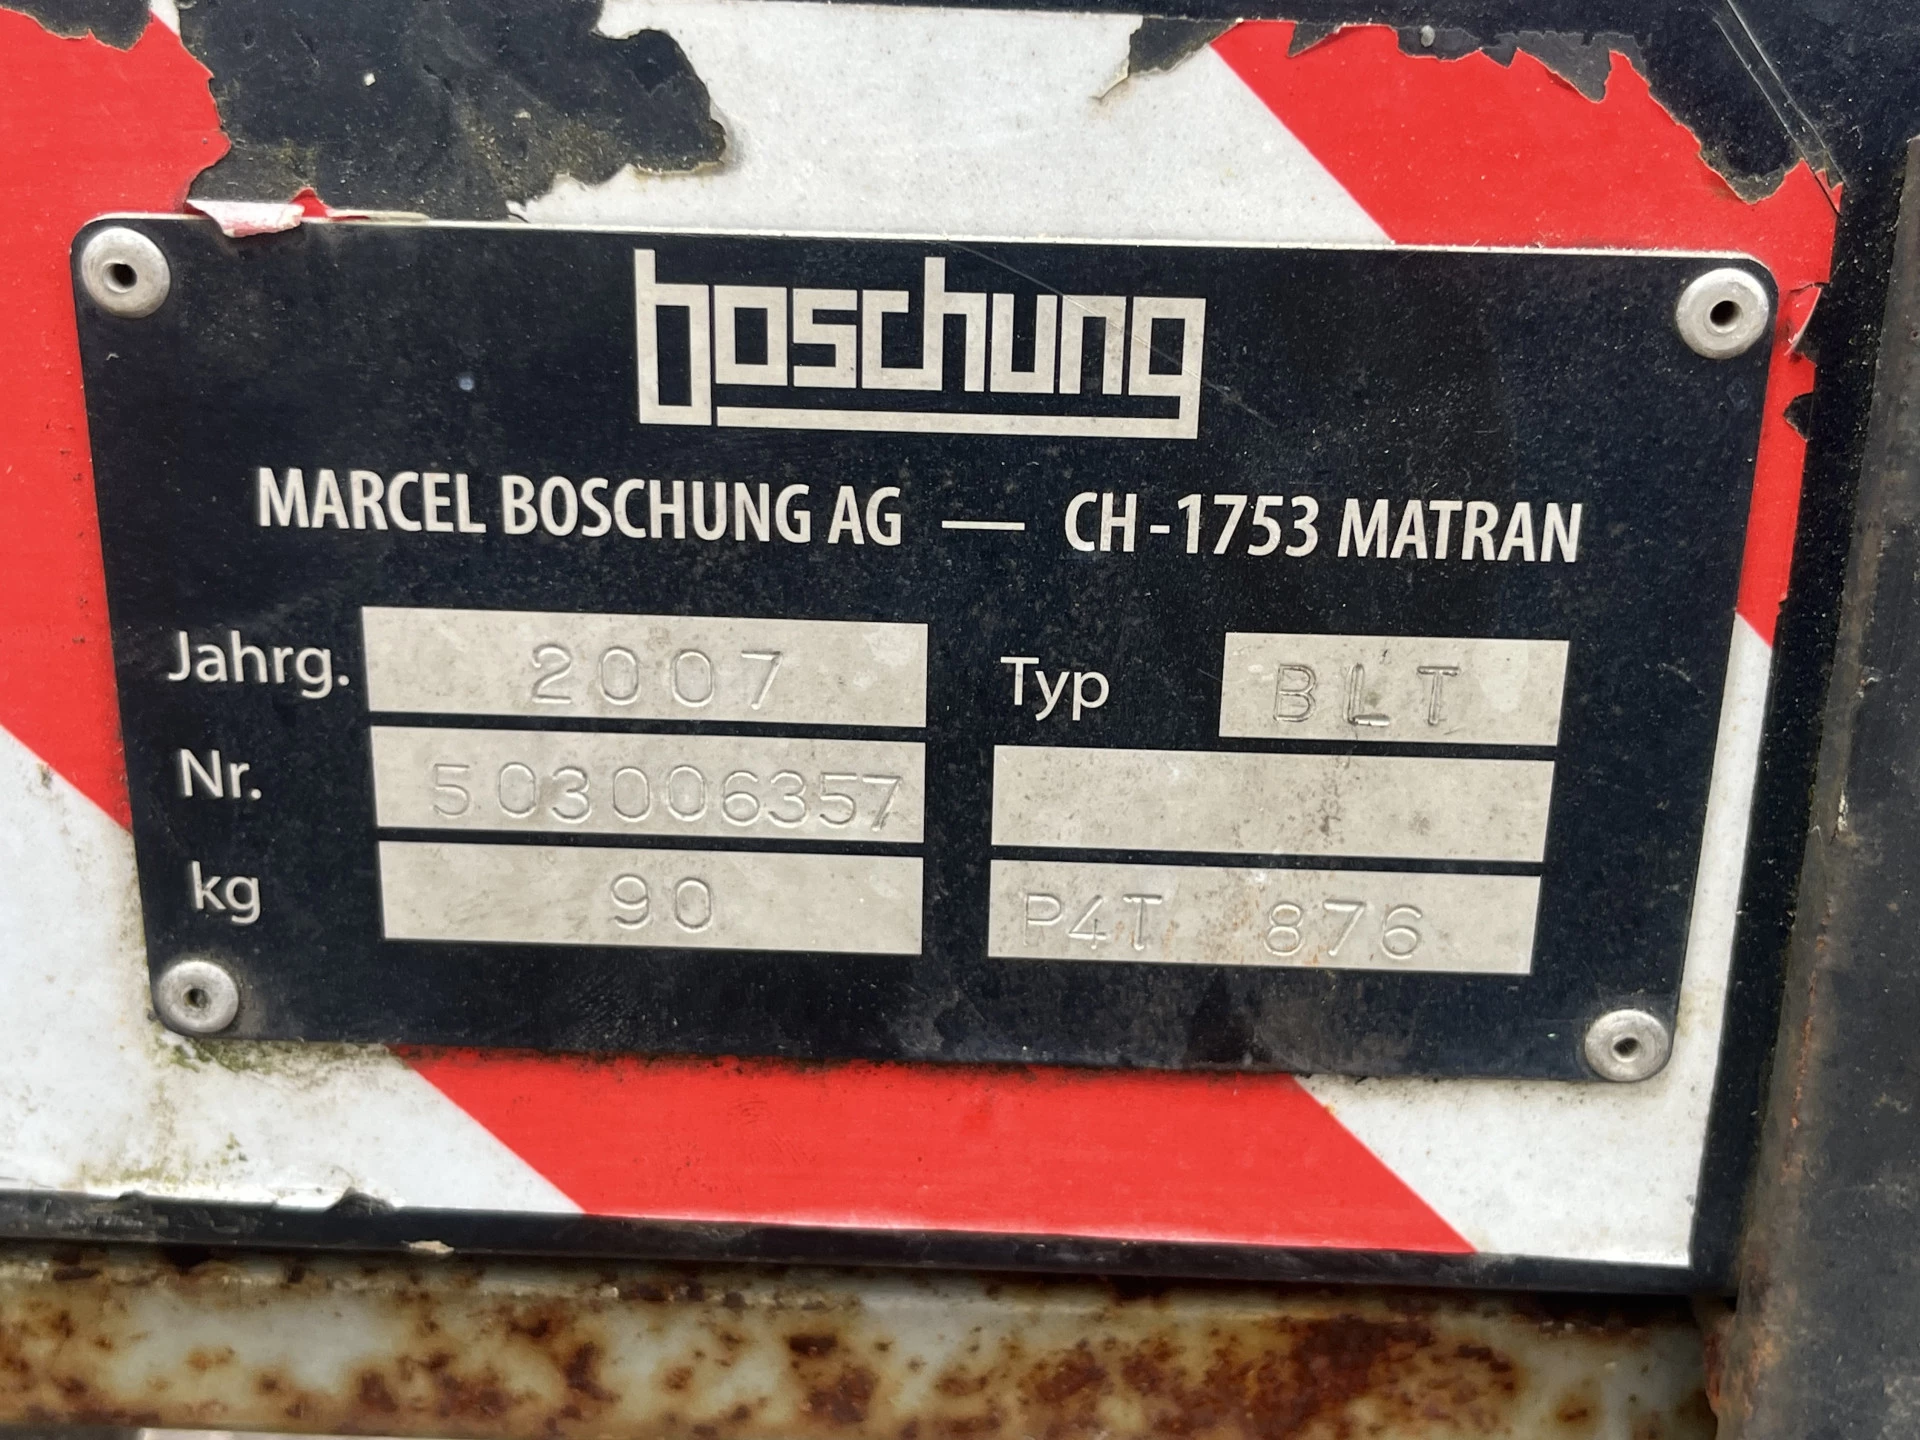 boschung
MARCEL BOSCHUNG AG — CH-1753 MATRAN
Jahrg. 2007 Typ BLT
Nr. 503006357
kg 90 P4T 876